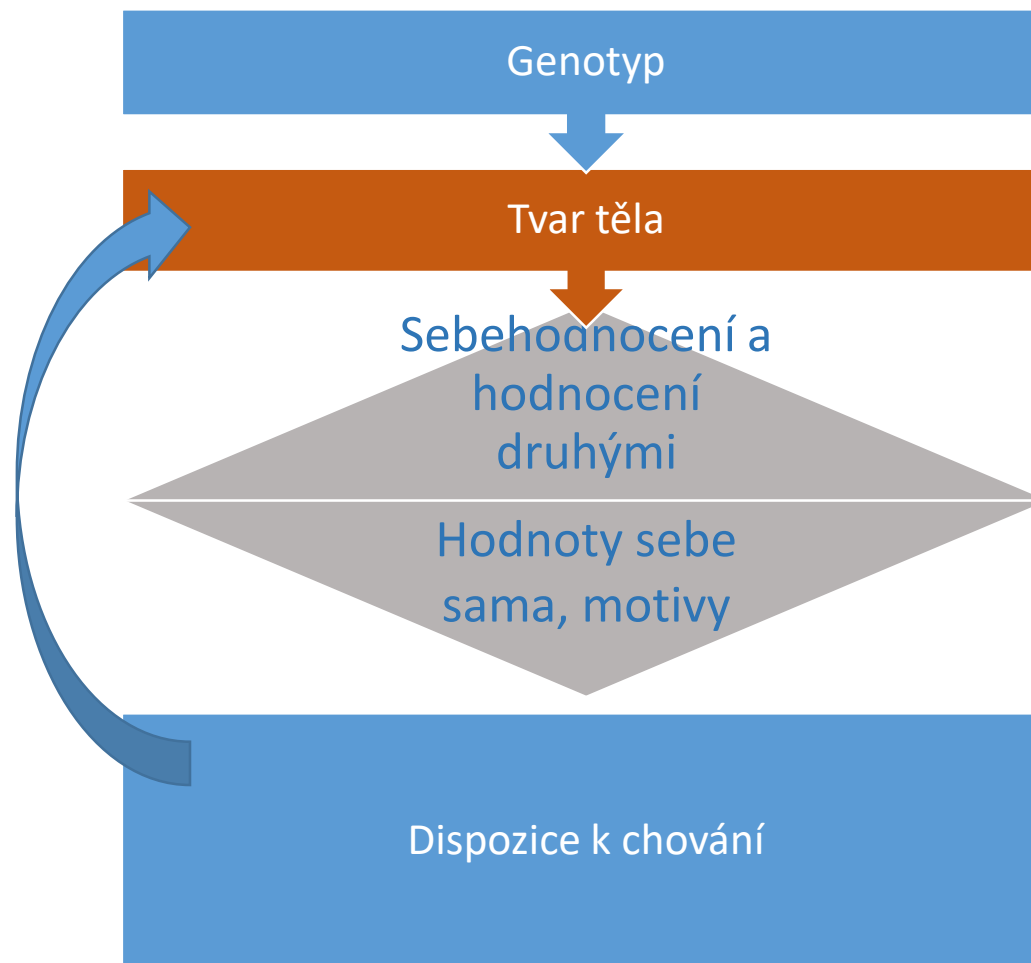 Genotyp
Tvar těla
Sebehodnocení a
hodnocení
druhými
Hodnoty sebe
sama, motivy
Dispozice k chování